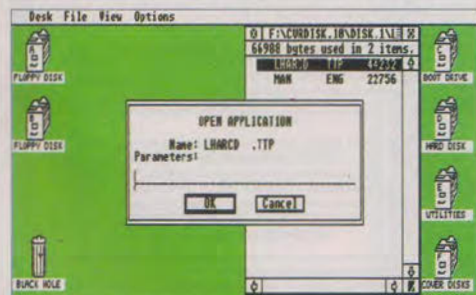 Desk File View Options
F:\CVRDISK.10\DISK.1\L
66988 bytes used in 2 items.
LHARCD TTP 44232
MAN ENG 22756
A
FLOPPY DISK
B
FLOPPY DISK
BLACK HOLE
C
BOOT DRIVE
D
HARD DISK
E
UTILITIES
F
COVER DISKS
OPEN APPLICATION
Name: LHARCD .TTP
Parameters:
OK
Cancel